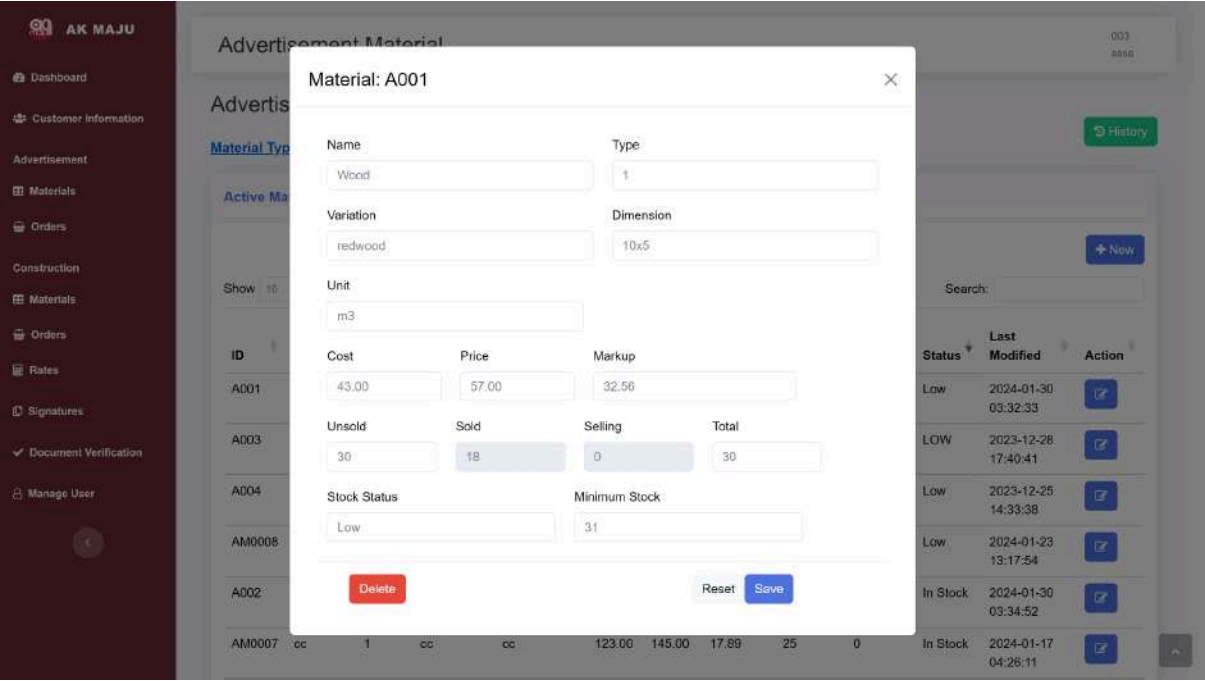 AK MAJU
Dashboard
Customer Information
Advertisement
Materials
Orders
Construction
Materials
Orders
Rates
Signatures
Document Verification
Manage User
Advertisement Material
003
Advertis
History
Material Typ
Active Ma
New
Show 10
Search:
ID
Status
Last Modified
Action
A001
Low
2024-01-30 03:32:33
A003
LOW
2023-12-28 17:40:41
A004
Low
2023-12-25 14:33:38
AM0008
Low
2024-01-23 13:17:54
A002
In Stock
2024-01-30 03:34:52
AM0007 cc 1 cc cc 123.00 145.00 17.89 25 0 In Stock 2024-01-17 04:26:11
Material: A001
Name
Type
Wood
1
Variation
Dimension
redwood
10x5
Unit
m3
Cost Price Markup
43.00 57.00 32.56
Unsold Sold Selling Total
30 18 0 30
Stock Status Minimum Stock
Low 31
Delete Reset Save